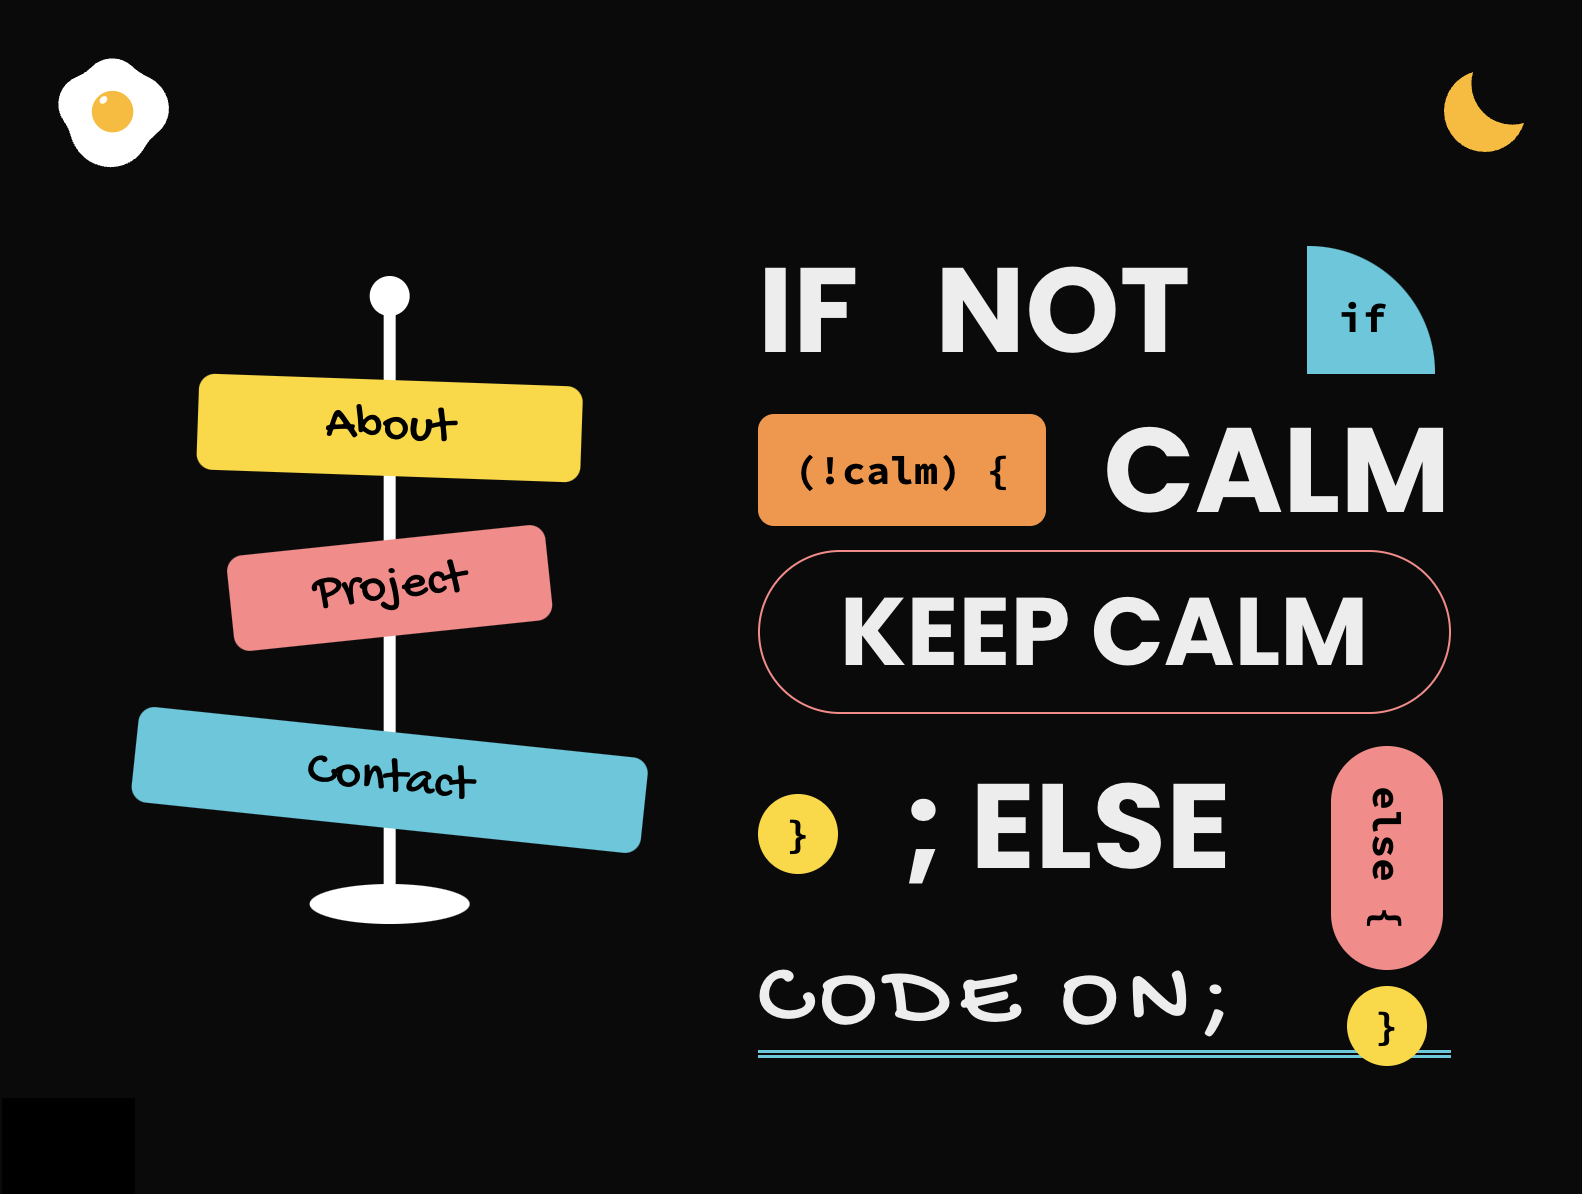 About
Project
Contact
IF NOT if
(!calm) { CALM
KEEP CALM
} ; ELSE else {
CODE ON; }